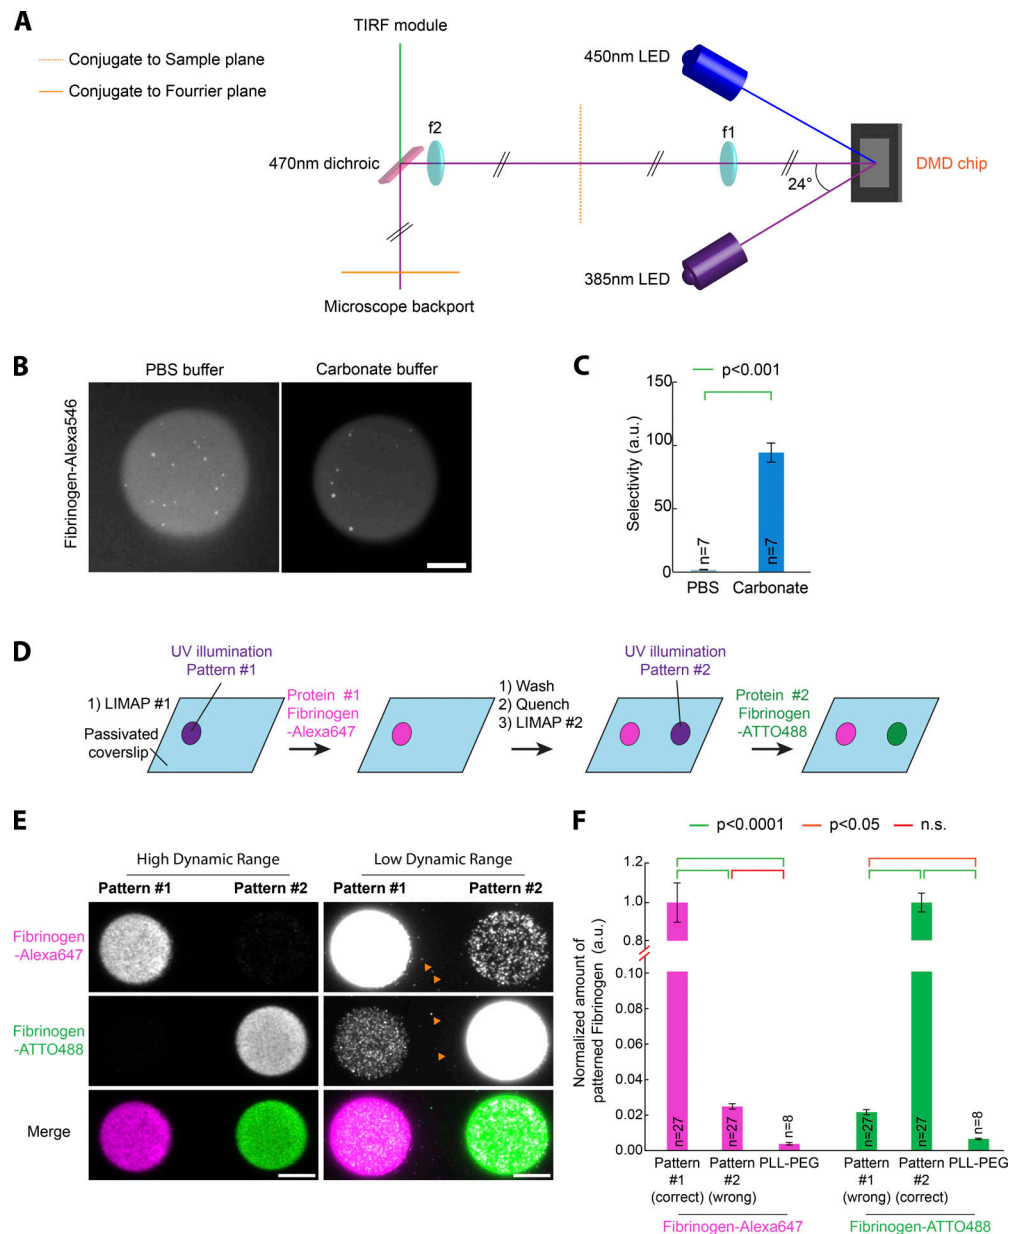 A
TIRF module
Conjugate to Sample plane
Conjugate to Fourrier plane
450nm LED
f2
f1
470nm dichroic
DMD chip
24°
385nm LED
Microscope backport
B
PBS buffer
Carbonate buffer
Fibrinogen-Alexa546
C
p<0.001
150
100
50
0
Selectivity (a.u.)
n=7
n=7
PBS
Carbonate
D
UV illumination
Pattern #1
1) LIMAP #1
Passivated
coverslip
Protein #1
Fibrinogen
-Alexa647
1) Wash
2) Quench
3) LIMAP #2
UV illumination
Pattern #2
Protein #2
Fibrinogen
-ATTO488
E
High Dynamic Range
Low Dynamic Range
Pattern #1
Pattern #2
Pattern #1
Pattern #2
Fibrinogen
-Alexa647
Fibrinogen
-ATTO488
Merge
F
p<0.0001
p<0.05
n.s.
1.2
1.0
0.8
0.10
0.08
0.06
0.04
0.02
0.00
Normalized amount of
patterned Fibrinogen (a.u.)
n=27
n=27
n=8
n=27
n=27
n=8
Pattern
#1
(correct)
Pattern
#2
(wrong)
PLL-PEG
Pattern
#1
(wrong)
Pattern
#2
(correct)
PLL-PEG
Fibrinogen-Alexa647
Fibrinogen-ATTO488